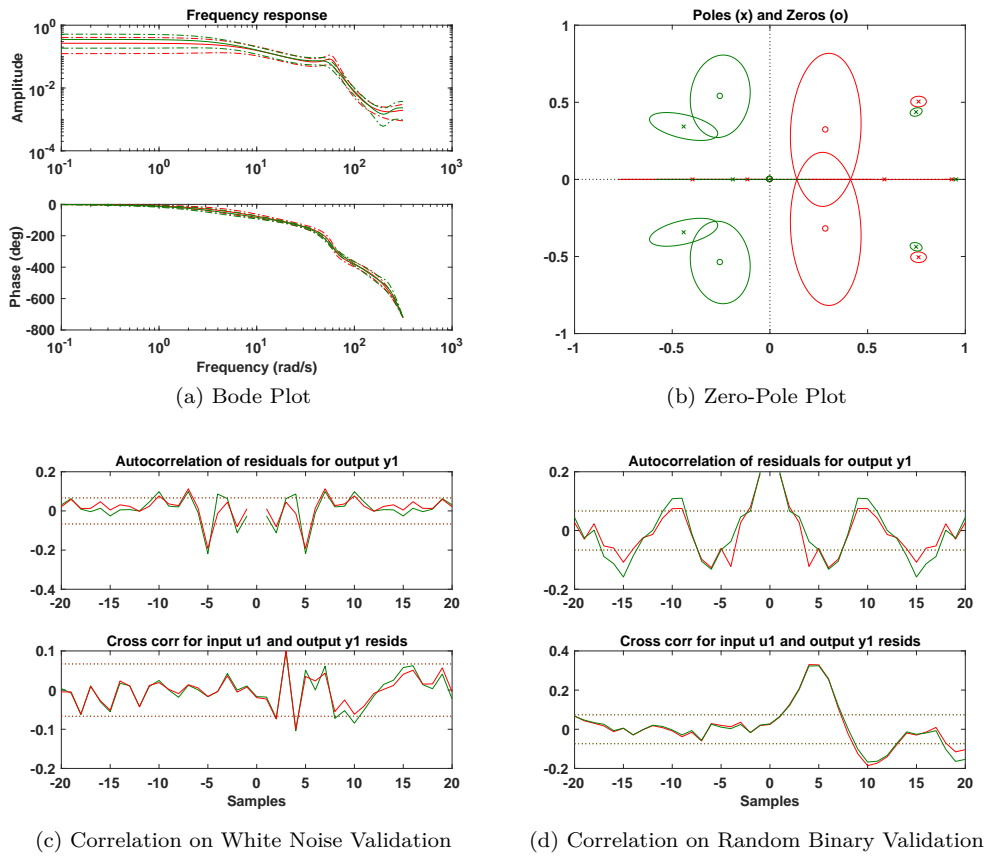 Frequency response
10^0
10^-2
10^-4
Amplitude
10^-1 10^0 10^1 10^2 10^3
0
-200
-400
-600
-800
Phase (deg)
10^-1 10^0 10^1 10^2 10^3
Frequency (rad/s)
(a) Bode Plot
Poles (x) and Zeros (o)
1
0.5
0
-0.5
-1
-1 -0.5 0 0.5 1
(b) Zero-Pole Plot
Autocorrelation of residuals for output y1
0.2
0
-0.2
-0.4
-20 -15 -10 -5 0 5 10 15 20
Cross corr for input u1 and output y1 resids
0.1
0
-0.1
-0.2
-20 -15 -10 -5 0 5 10 15 20
Samples
(c) Correlation on White Noise Validation
Autocorrelation of residuals for output y1
0.2
0
-0.2
-20 -15 -10 -5 0 5 10 15 20
Cross corr for input u1 and output y1 resids
0.4
0.2
0
-0.2
-20 -15 -10 -5 0 5 10 15 20
Samples
(d) Correlation on Random Binary Validation